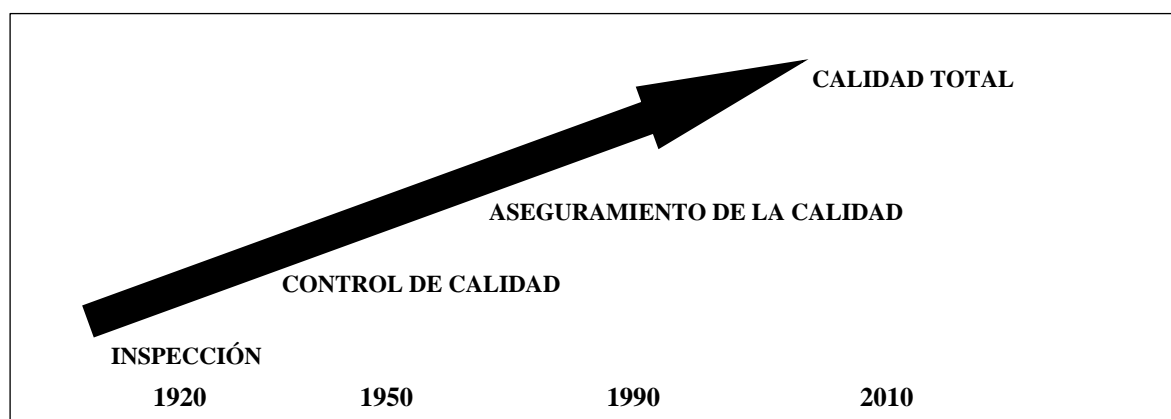 CALIDAD TOTAL
ASEGURAMIENTO DE LA CALIDAD
CONTROL DE CALIDAD
INSPECCIÓN
1920 1950 1990 2010